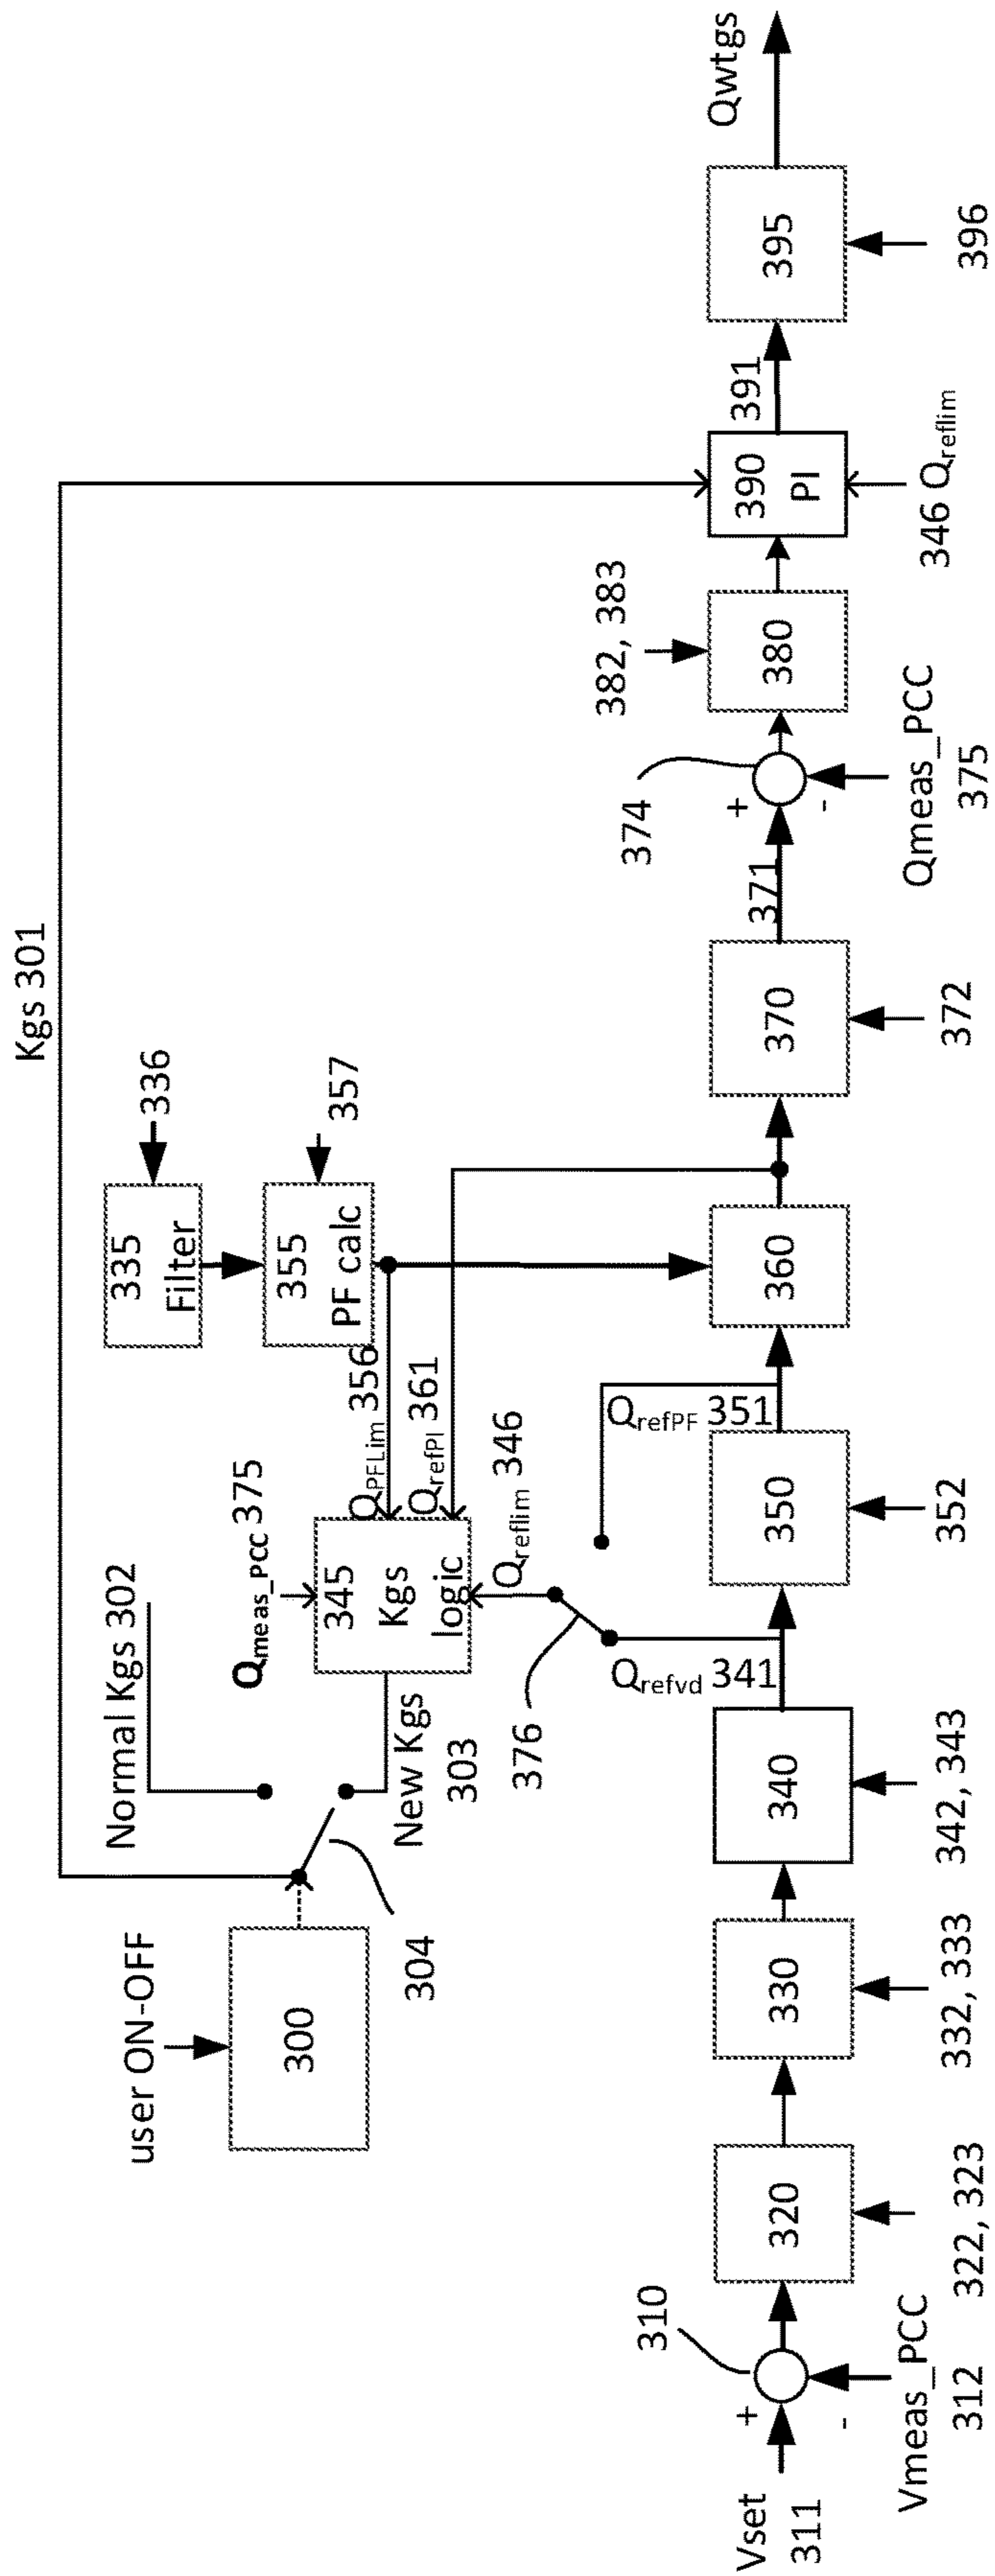 Kgs 301
user ON-OFF
300
304
Normal Kgs 302
New Kgs
303
Qmeas_PCC 375
345
Kgs
logic
335
Filter
336
355
PF calc
357
QPFLim 356
QrefPI 361
Qreflim 346
376
Qrefvd 341
QrefPF 351
Vset
311
+
-
310
Vmeas_PCC
312
320
322, 323
330
332, 333
340
342, 343
350
352
360
370
372
371
374
+
-
Qmeas_PCC
375
380
382, 383
390
PI
346 Qreflim
391
395
396
Qwtgs